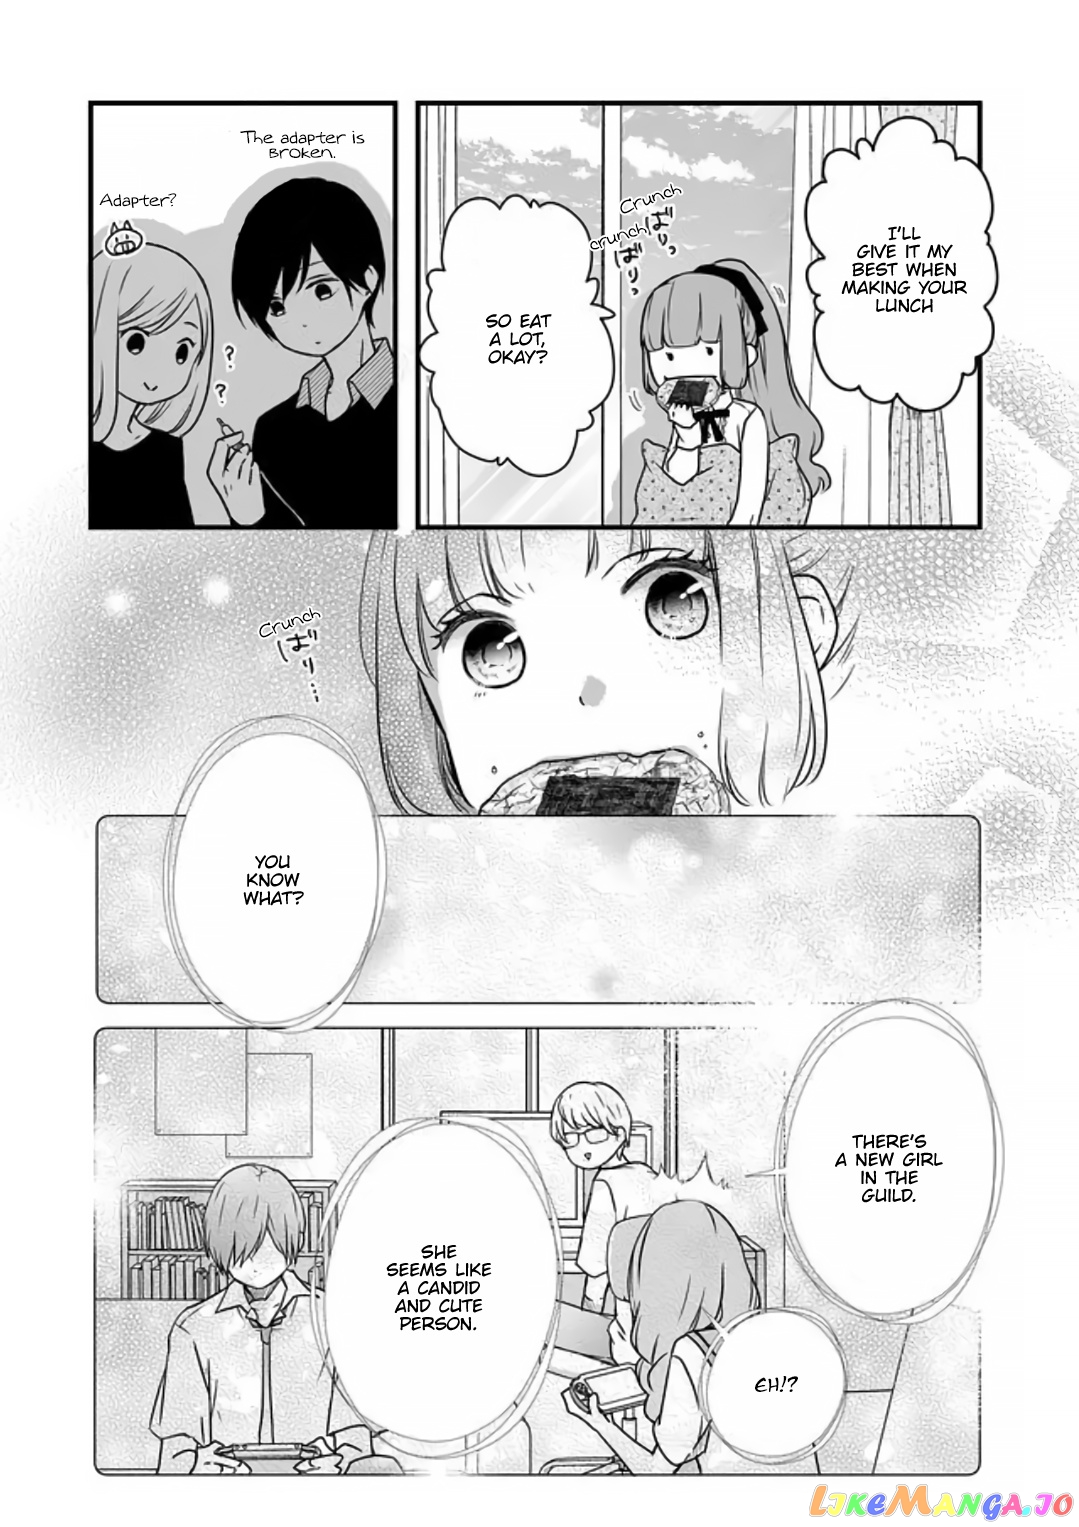 I'LL
GIVE IT MY
BEST WHEN
MAKING YOUR
LUNCH
Crunch
ばりっ
crunch
ばりっ
SO EAT
A LOT,
OKAY?
The adapter is
Broken.
Adapter?
?
?
Crunch
ばり…
YOU
KNOW
WHAT?
THERE'S
A NEW GIRL
IN THE
GUILD.
SHE
SEEMS LIKE
A CANDID
AND CUTE
PERSON.
EH!?
LIKEMANGA.IO